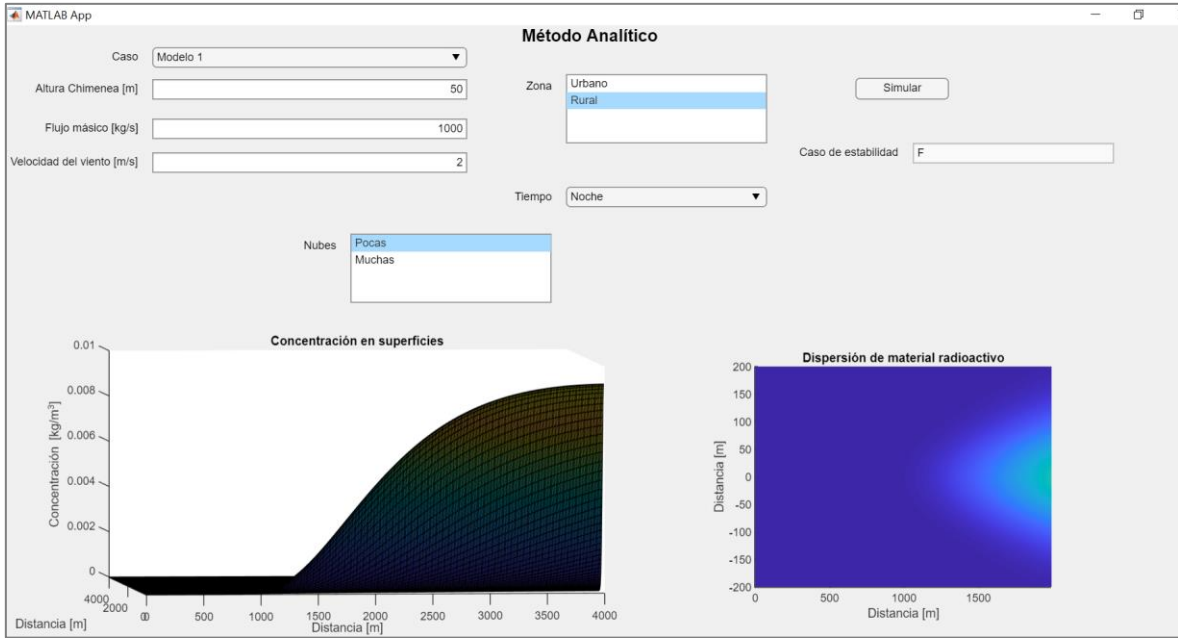 MATLAB App
Método Analítico
Caso
Modelo 1
Altura Chimenea [m]
50
Flujo másico [kg/s]
1000
Velocidad del viento [m/s]
2
Zona
Urbano
Rural
Simular
Caso de estabilidad
F
Tiempo
Noche
Nubes
Pocas
Muchas
Concentración en superficies
0.01
0.008
0.006
0.004
0.002
0
Concentración [kg/m³]
4000
2000
0
Distancia [m]
0
500
1000
1500
2000
2500
3000
3500
4000
Distancia [m]
Dispersión de material radioactivo
200
150
100
50
0
-50
-100
-150
-200
Distancia [m]
0
500
1000
1500
Distancia [m]